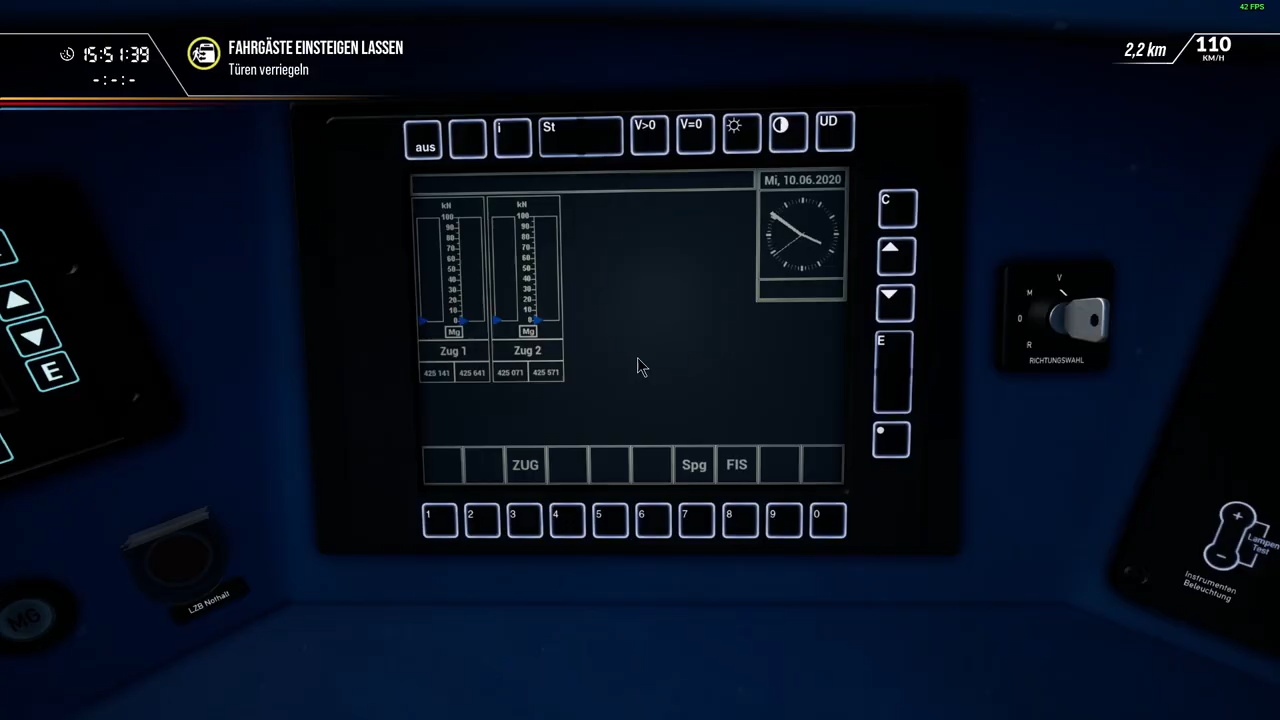 42 FPS
15:51:39
-:-:-
FAHRGÄSTE EINSTEIGEN LASSEN
Türen verriegeln
2,2 km
110
KM/H
aus
i
St
V>0
V=0
UD
Mi, 10.06.2020
kN
100
90
80
70
60
50
40
30
20
10
0
Mg
Zug 1
425 141
425 641
kN
100
90
80
70
60
50
40
30
20
10
0
Mg
Zug 2
425 071
425 571
ZUG
Spg
FIS
1
2
3
4
5
6
7
8
9
0
C
E
E
V
M
0
R
RICHTUNGSWAHL
MG
LZB Nothalt
+
Lampen
Test
-
Instrumenten
Beleuchtung